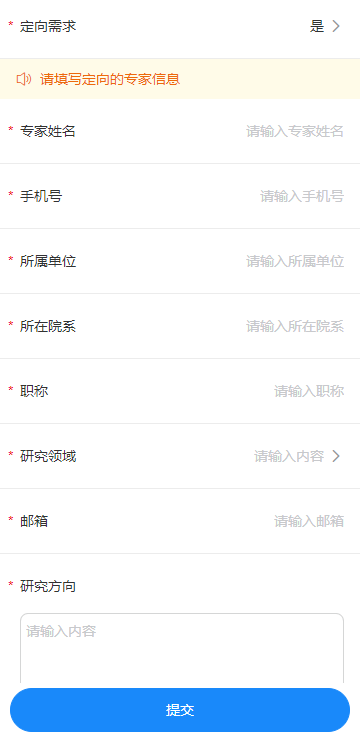 * 定向需求 是
请填写定向的专家信息
* 专家姓名 请输入专家姓名
* 手机号 请输入手机号
* 所属单位 请输入所属单位
* 所在院系 请输入所在院系
* 职称 请输入职称
* 研究领域 请输入内容
* 邮箱 请输入邮箱
* 研究方向
请输入内容
提交